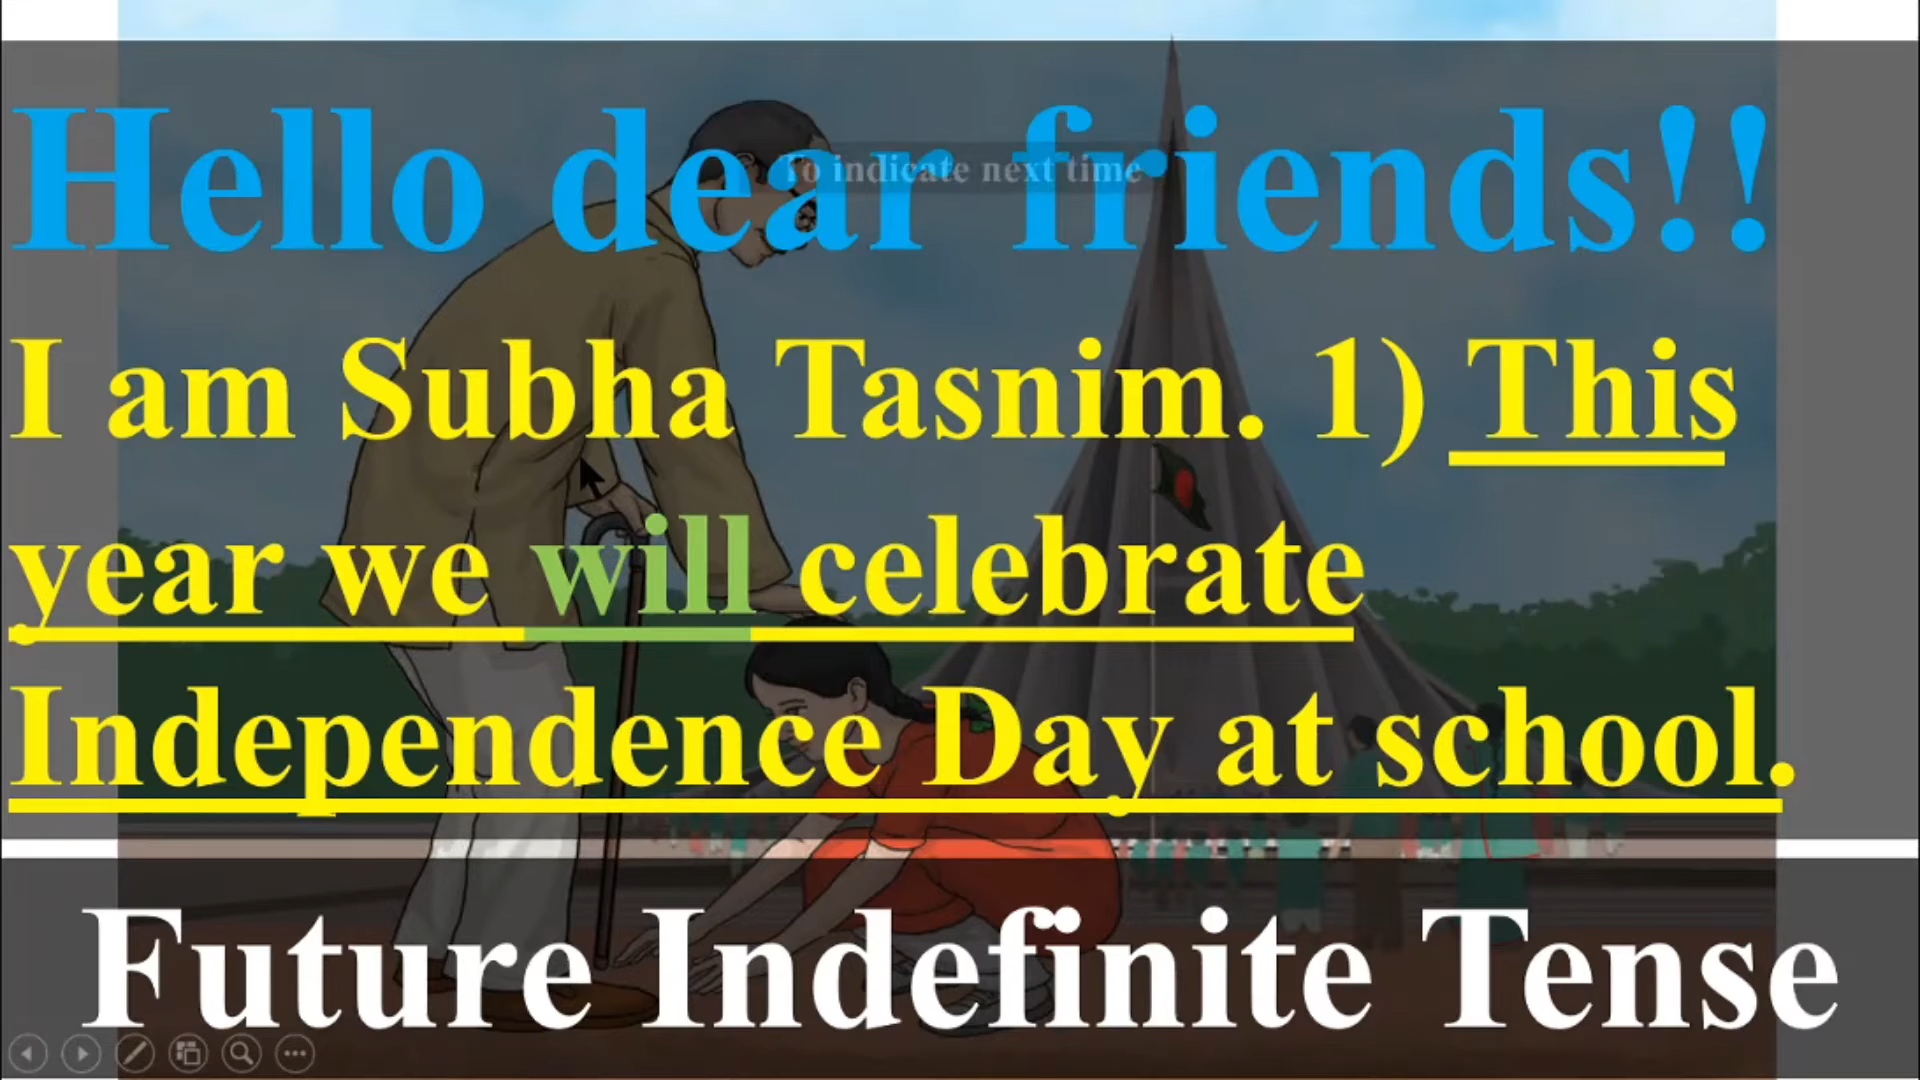 Hello dear friends!!
To indicate next time
I am Subha Tasnim. 1) This
year we will celebrate
Independence Day at school.
Future Indefinite Tense